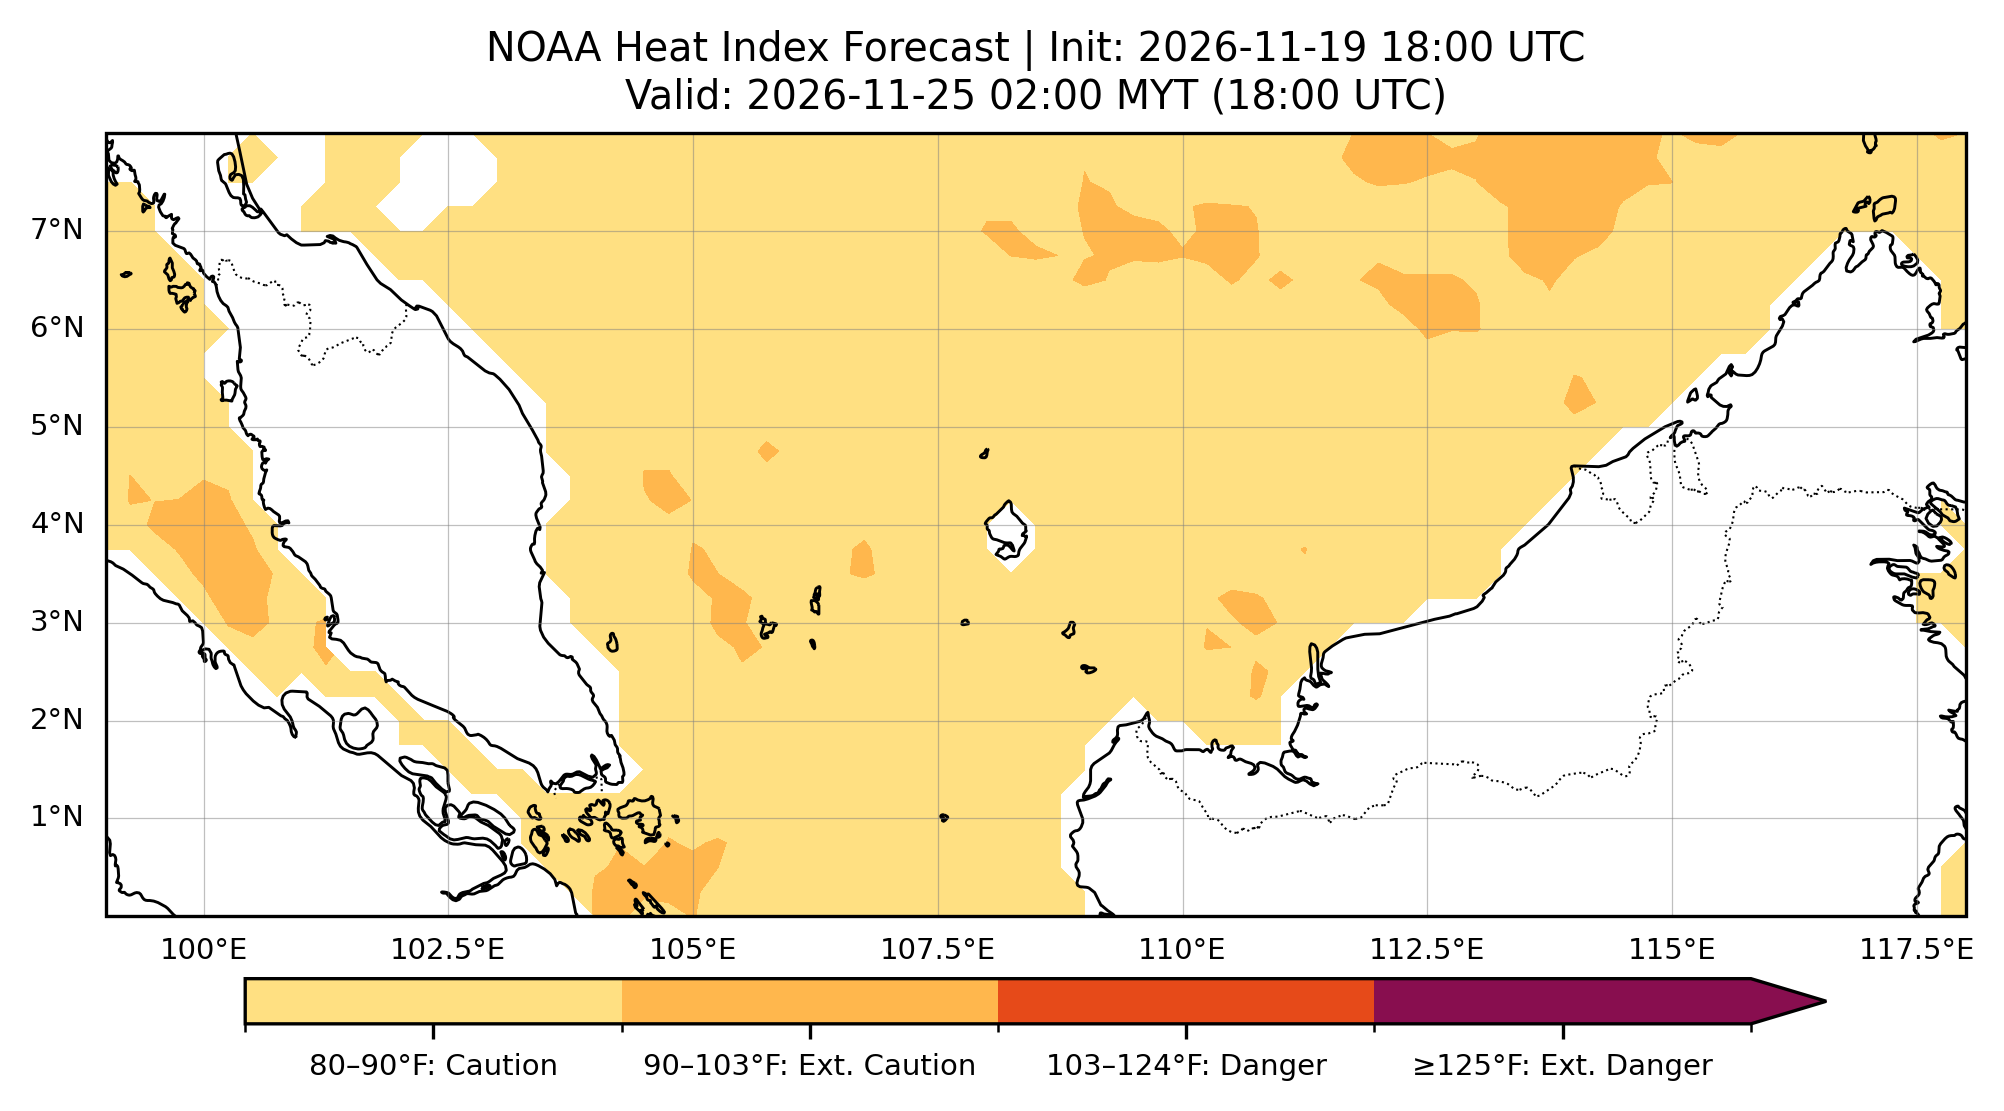 NOAA Heat Index Forecast | Init: 2026-11-19 18:00 UTC
Valid: 2026-11-25 02:00 MYT (18:00 UTC)
7°N
6°N
5°N
4°N
3°N
2°N
1°N
100°E 102.5°E 105°E 107.5°E 110°E 112.5°E 115°E 117.5°E
80–90°F: Caution 90–103°F: Ext. Caution 103–124°F: Danger ≥125°F: Ext. Danger